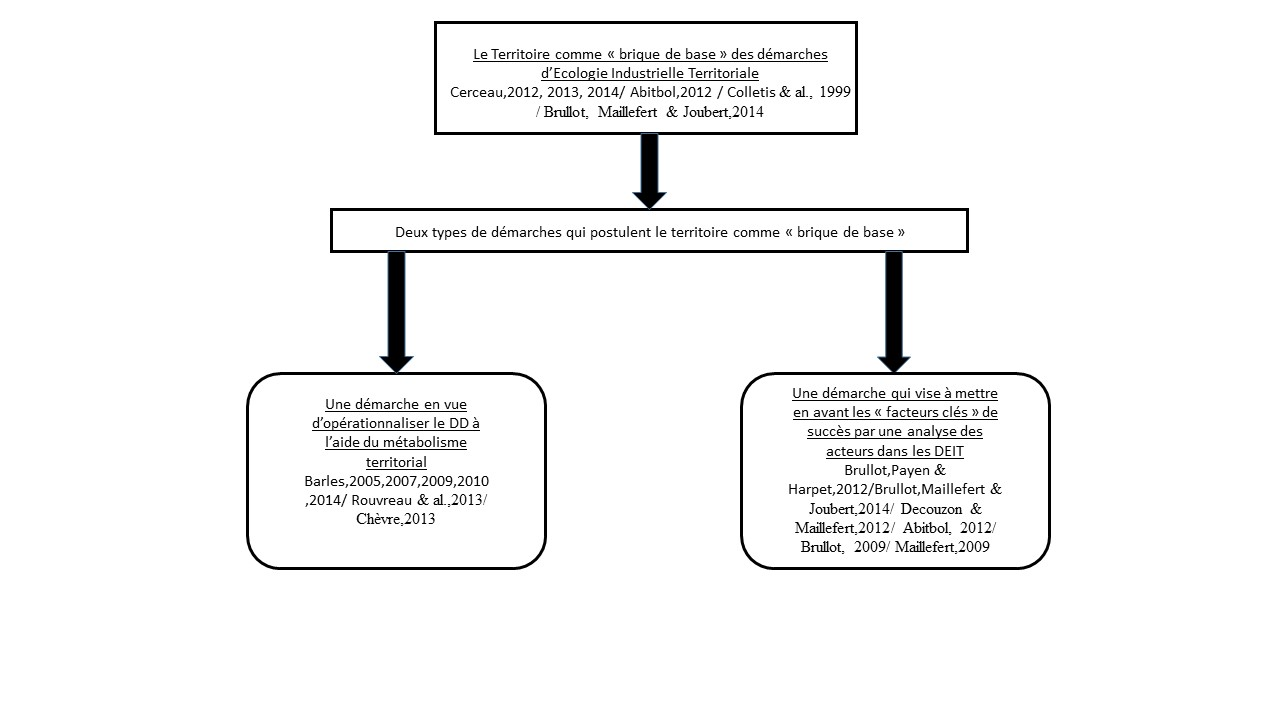 Le Territoire comme « brique de base » des démarches
d'Ecologie Industrielle Territoriale
Cerceau,2012, 2013, 2014/ Abitbol,2012 / Colletis & al., 1999
/ Brullot, Maillefert & Joubert,2014
Deux types de démarches qui postulent le territoire comme « brique de base »
Une démarche en vue
d'opérationnaliser le DD à
l'aide du métabolisme
territorial
Barles,2005,2007,2009,2010
,2014/ Rouvreau & al.,2013/
Chèvre,2013
Une démarche qui vise à mettre
en avant les « facteurs clés » de
succès par une analyse des
acteurs dans les DEIT
Brullot,Payen &
Harpet,2012/Brullot,Maillefert &
Joubert,2014/ Decouzon &
Maillefert,2012/ Abitbol, 2012/
Brullot, 2009/ Maillefert,2009